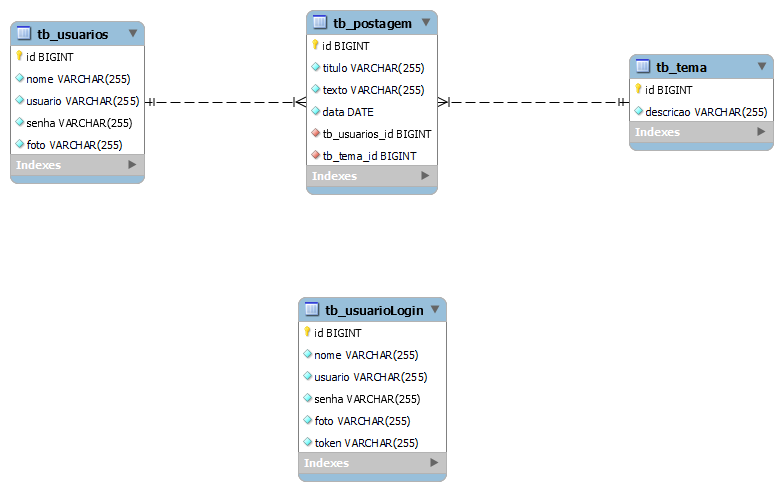 tb_usuarios
id BIGINT
nome VARCHAR(255)
usuario VARCHAR(255)
senha VARCHAR(255)
foto VARCHAR(255)
Indexes
tb_postagem
id BIGINT
titulo VARCHAR(255)
texto VARCHAR(255)
data DATE
tb_usuarios_id BIGINT
tb_tema_id BIGINT
Indexes
tb_tema
id BIGINT
descricao VARCHAR(255)
Indexes
tb_usuarioLogin
id BIGINT
nome VARCHAR(255)
usuario VARCHAR(255)
senha VARCHAR(255)
foto VARCHAR(255)
token VARCHAR(255)
Indexes